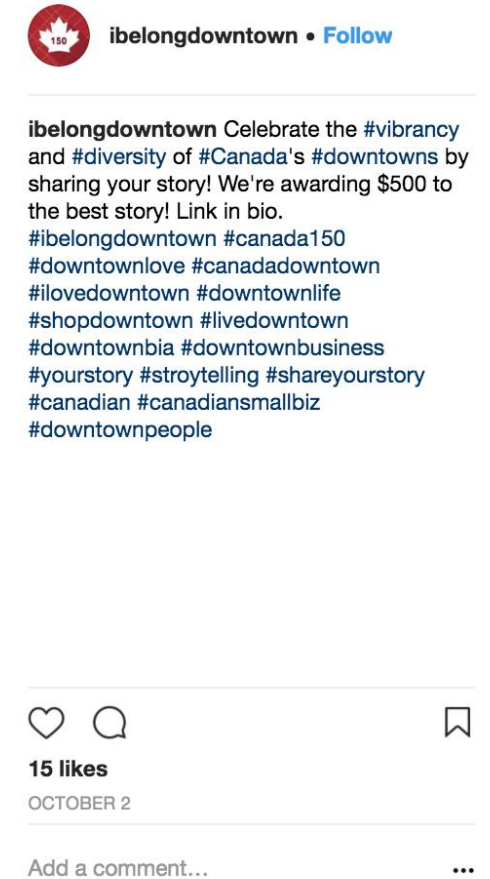 150
ibelongdowntown • Follow
ibelongdowntown Celebrate the #vibrancy
and #diversity of #Canada's #downtowns by
sharing your story! We're awarding $500 to
the best story! Link in bio.
#ibelongdowntown #canada150
#downtownlove #canadadowntown
#ilovedowntown #downtownlife
#shopdowntown #livedowntown
#downtownbia #downtownbusiness
#yourstory #stroytelling #shareyourstory
#canadian #canadiansmallbiz
#downtownpeople
15 likes
OCTOBER 2
Add a comment...